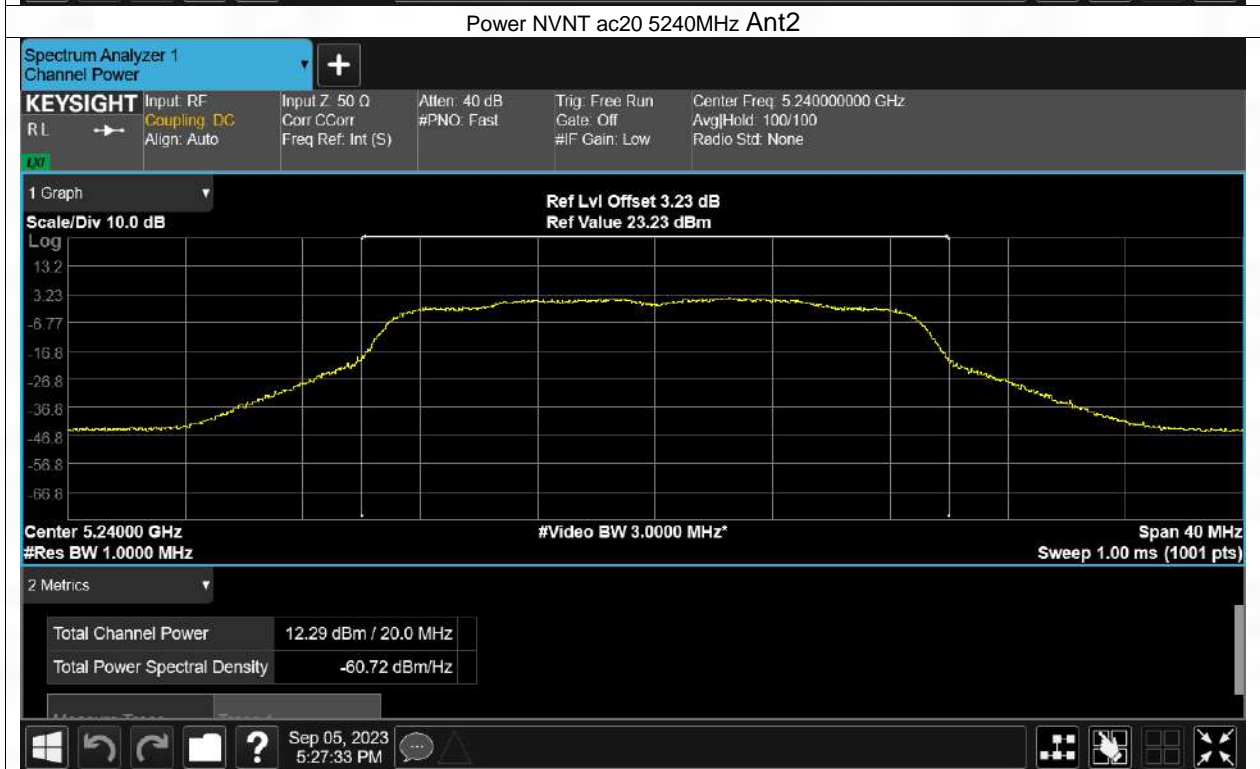 Power NVNT ac20 5240MHz Ant2
Spectrum Analyzer 1
Channel Power
+
KEYSIGHT
RL
LXI
Input: RF
Coupling: DC
Align: Auto
Input Z: 50 Ω
Corr CCorr
Freq Ref: Int (S)
Atten: 40 dB
#PNO: Fast
Trig: Free Run
Gate: Off
#IF Gain: Low
Center Freq: 5.240000000 GHz
Avg|Hold: 100/100
Radio Std: None
1 Graph
Scale/Div 10.0 dB
Ref Lvl Offset 3.23 dB
Ref Value 23.23 dBm
Log
13.2
3.23
-6.77
-16.8
-26.8
-36.8
-46.8
-56.8
-66.8
Center 5.24000 GHz
#Video BW 3.0000 MHz*
Span 40 MHz
#Res BW 1.0000 MHz
Sweep 1.00 ms (1001 pts)
2 Metrics
Total Channel Power 12.29 dBm / 20.0 MHz
Total Power Spectral Density -60.72 dBm/Hz
?
Sep 05, 2023
5:27:33 PM